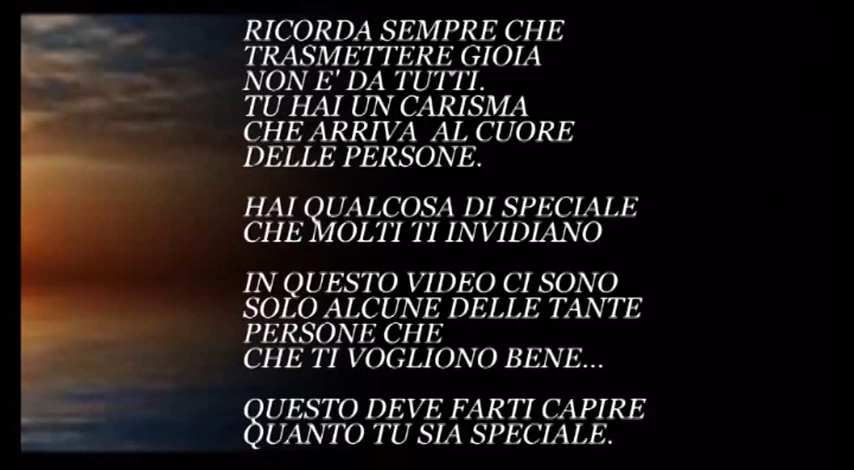 RICORDA SEMPRE CHE
TRASMETTERE GIOIA
NON E' DA TUTTI.
TU HAI UN CARISMA
CHE ARRIVA  AL CUORE
DELLE PERSONE.
HAI QUALCOSA DI SPECIALE
CHE MOLTI TI INVIDIANO
IN QUESTO VIDEO CI SONO
SOLO ALCUNE DELLE TANTE
PERSONE CHE
CHE TI VOGLIONO BENE...
QUESTO DEVE FARTI CAPIRE
QUANTO TU SIA SPECIALE.